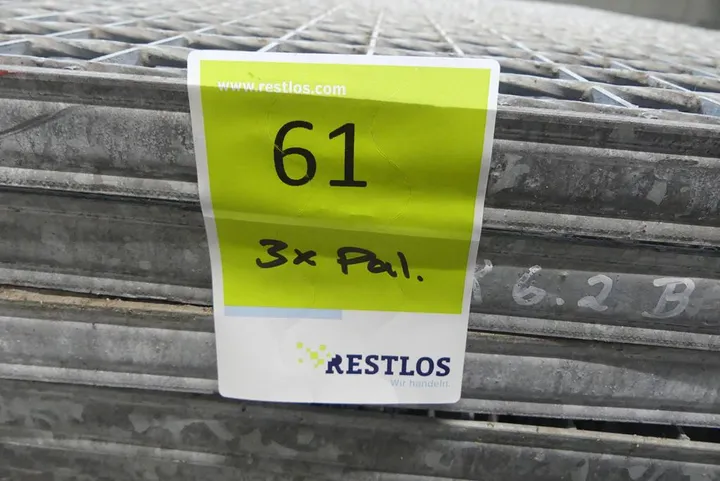 www.restlos.com
61
3x Pal.
6.2 B
RESTLOS
Wir handeln.